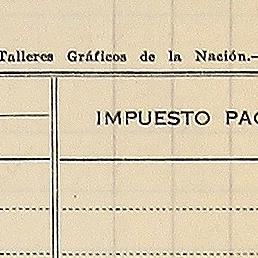 Talleres Gráficos de la Nación.—
IMPUESTO PAG